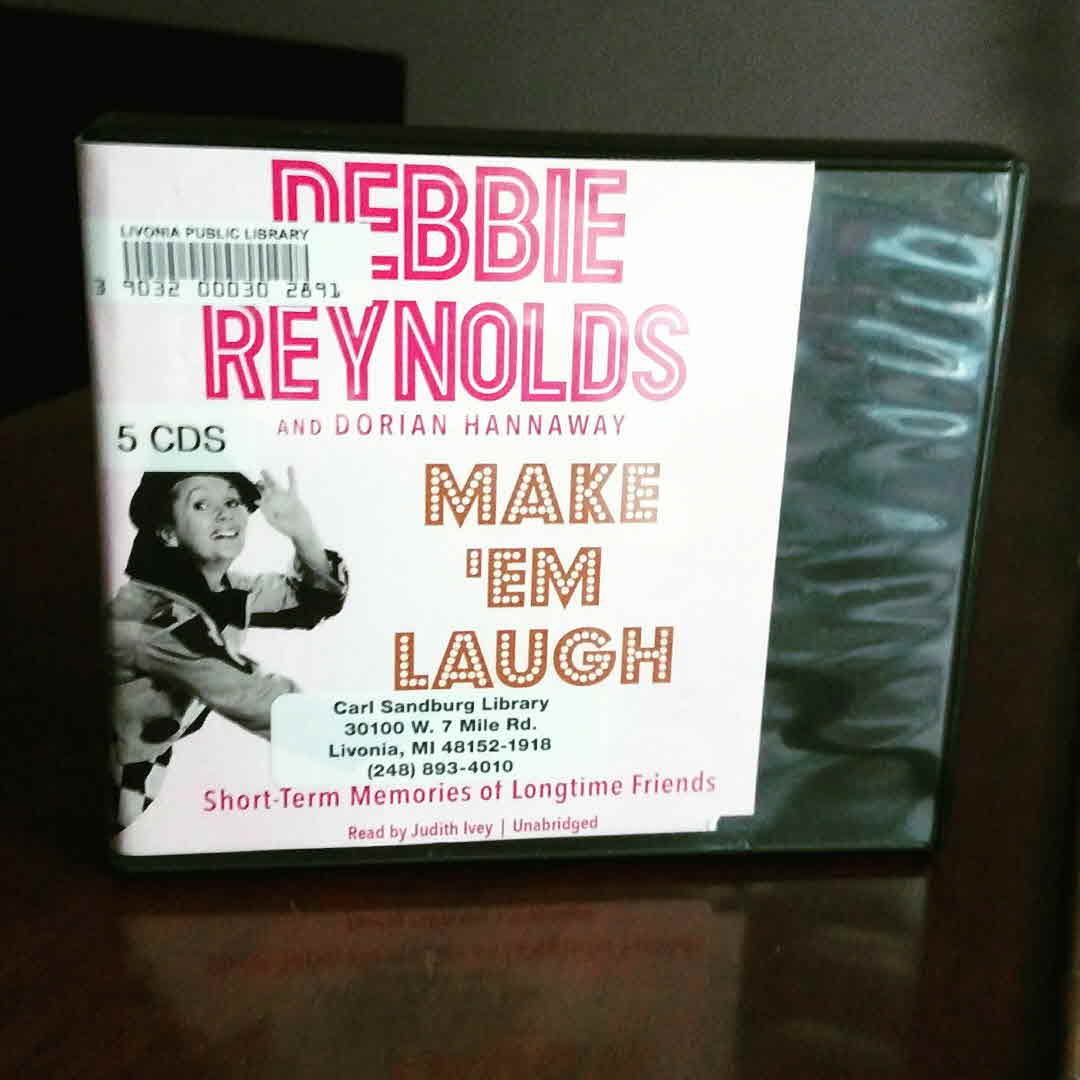 DEBBIE
LIVONIA PUBLIC LIBRARY
3 9032 00030 2891
REYNOLDS
AND DORIAN HANNAWAY
5 CDS
MAKE
'EM
LAUGH
Carl Sandburg Library
30100 W. 7 Mile Rd.
Livonia, MI 48152-1918
(248) 893-4010
Short-Term Memories of Longtime Friends
Read by Judith Ivey | Unabridged